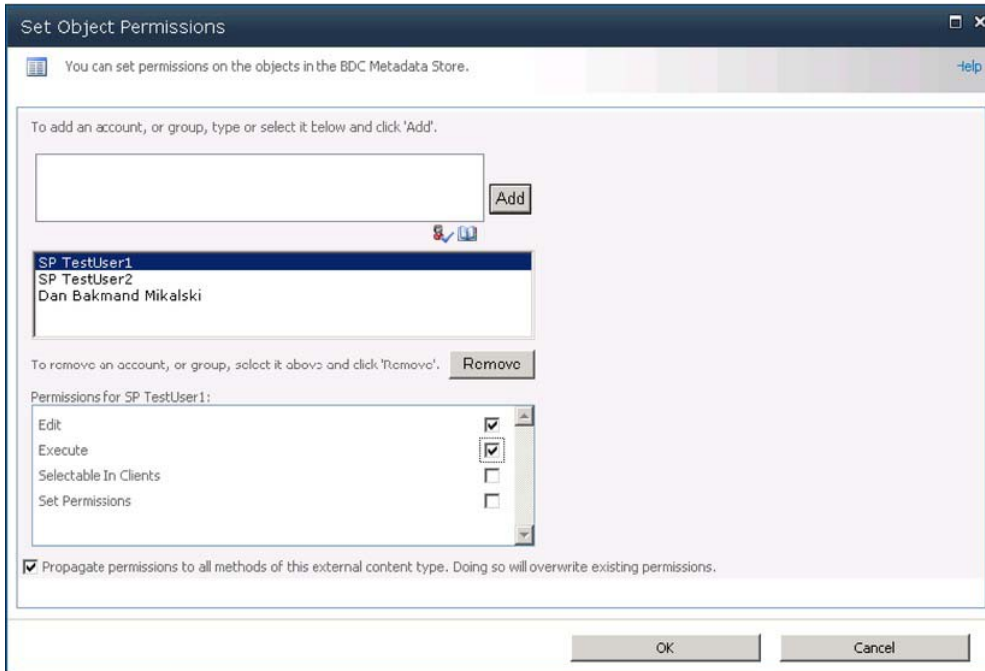 Set Object Permissions
You can set permissions on the objects in the BDC Metadata Store.
Help
To add an account, or group, type or select it below and click 'Add'.
Add
SP TestUser1
SP TestUser2
Dan Bakmand Mikalski
To remove an account, or group, select it above and click 'Remove'.
Remove
Permissions for SP TestUser1:
Edit
Execute
Selectable In Clients
Set Permissions
Propagate permissions to all methods of this external content type. Doing so will overwrite existing permissions.
OK
Cancel